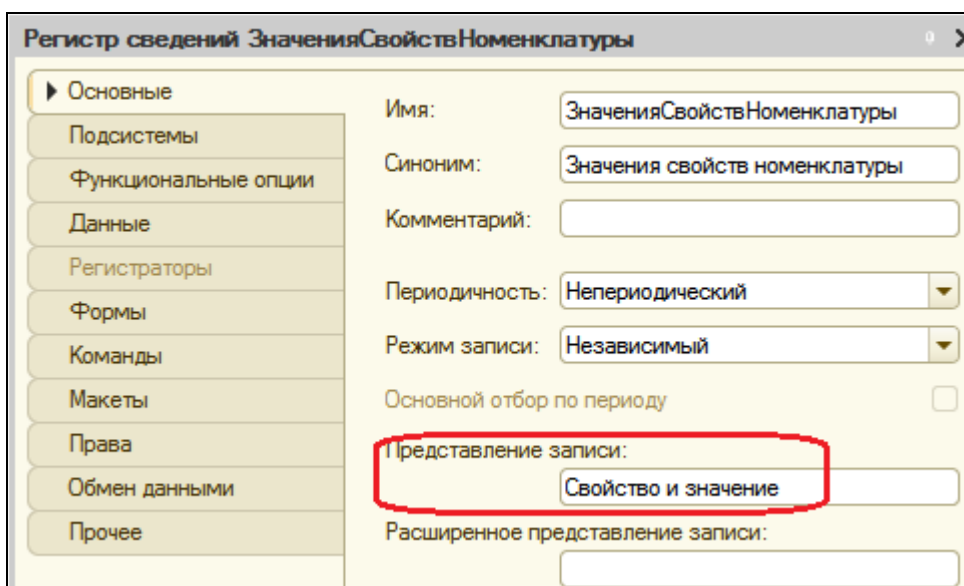 Регистр сведений ЗначенияСвойствНоменклатуры
Основные
Подсистемы
Функциональные опции
Данные
Регистраторы
Формы
Команды
Макеты
Права
Обмен данными
Прочее
Имя: ЗначенияСвойствНоменклатуры
Синоним: Значения свойств номенклатуры
Комментарий:
Периодичность: Непериодический
Режим записи: Независимый
Основной отбор по периоду
Представление записи:
Свойство и значение
Расширенное представление записи: